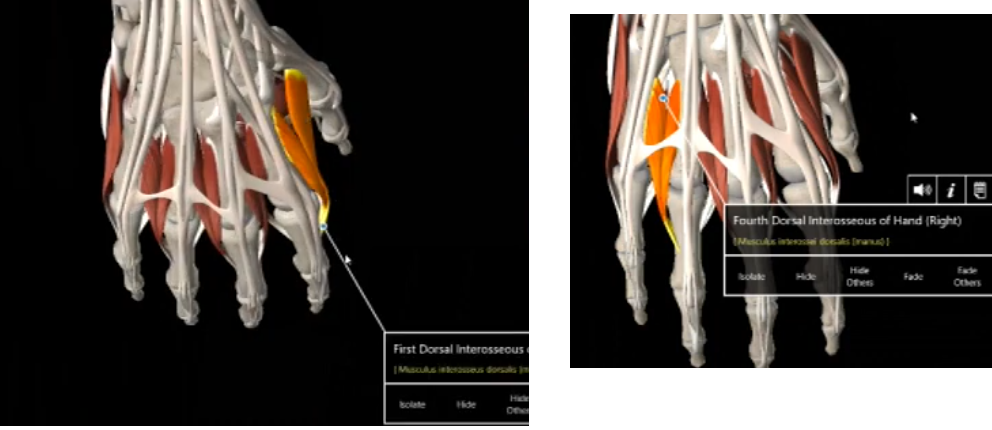 First Dorsal Interosseous
[Musculus interosseus dorsalis
Isolate
Hide
Hide
Others
Fourth Dorsal Interosseous of Hand (Right)
[Musculus interossei dorsalis (manus)]
Isolate
Hide
Hide
Others
Fade
Fade
Others